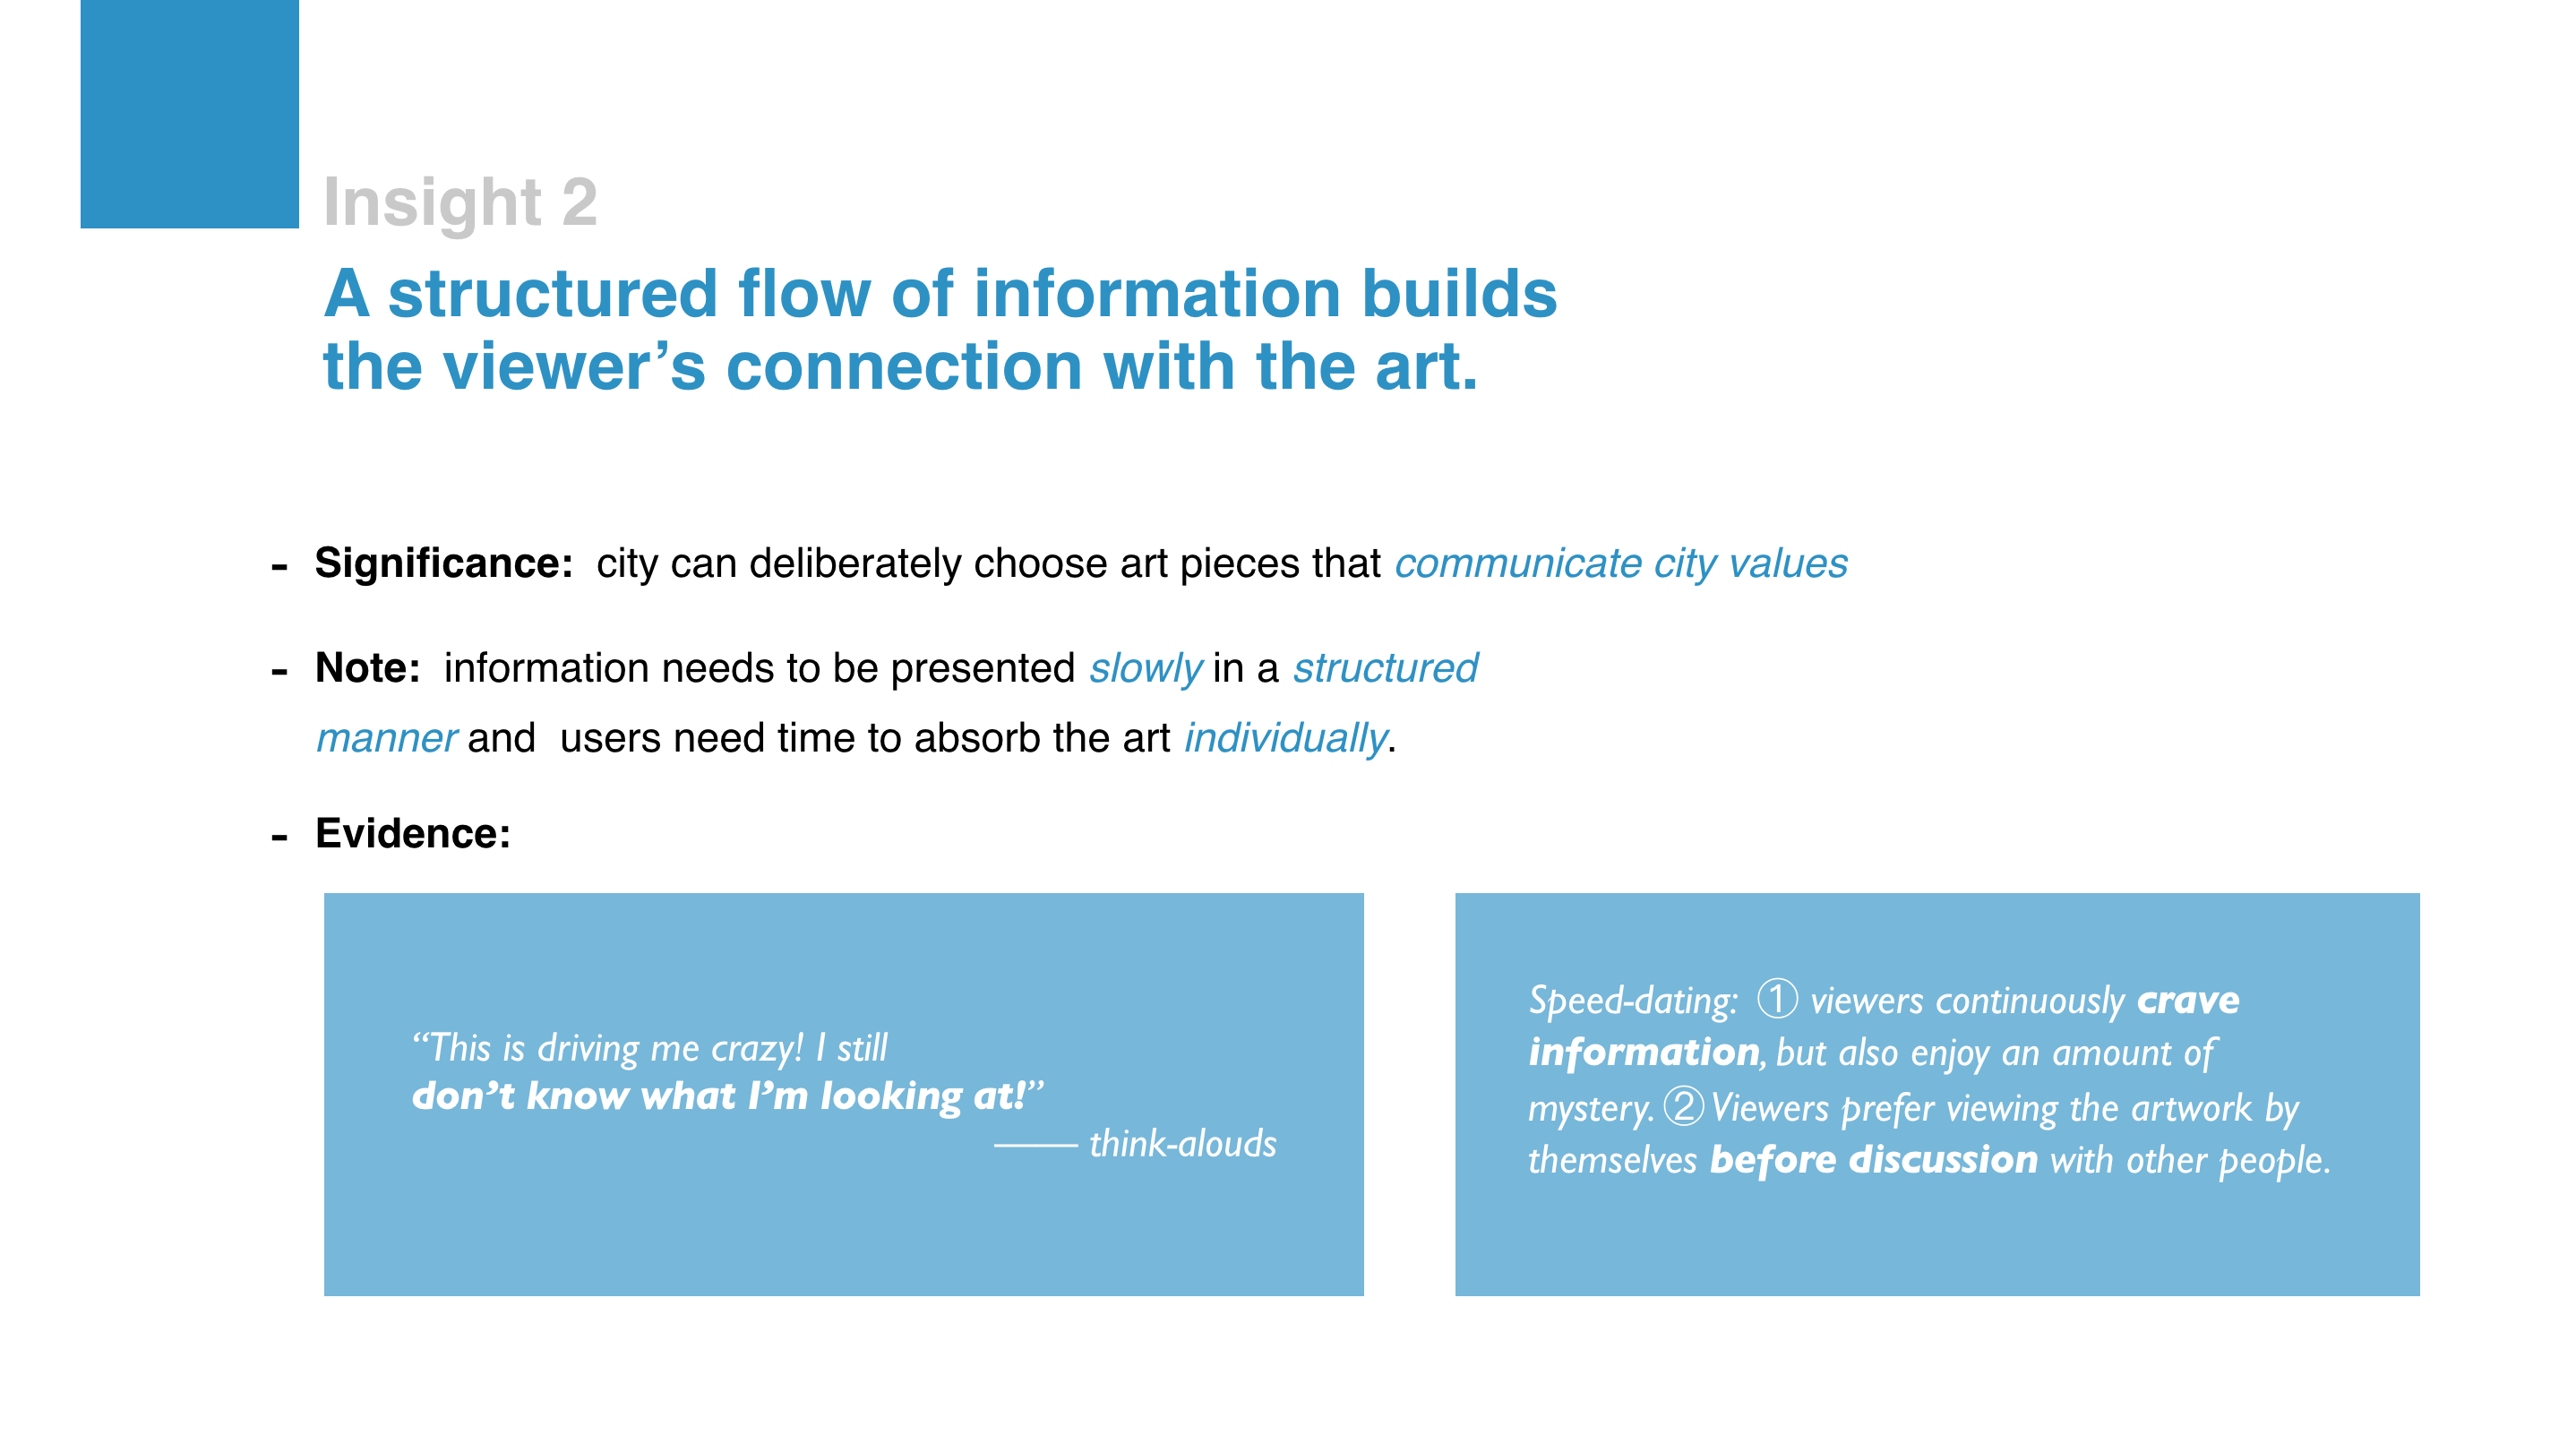 Insight 2
A structured flow of information builds
the viewer’s connection with the art.
- Significance:  city can deliberately choose art pieces that communicate city values
- Note:  information needs to be presented slowly in a structured
manner and  users need time to absorb the art individually.
- Evidence:
“This is driving me crazy! I still
don’t know what I’m looking at!”
—— think-alouds
Speed-dating:  ① viewers continuously crave
information, but also enjoy an amount of
mystery. ② Viewers prefer viewing the artwork by
themselves before discussion with other people.